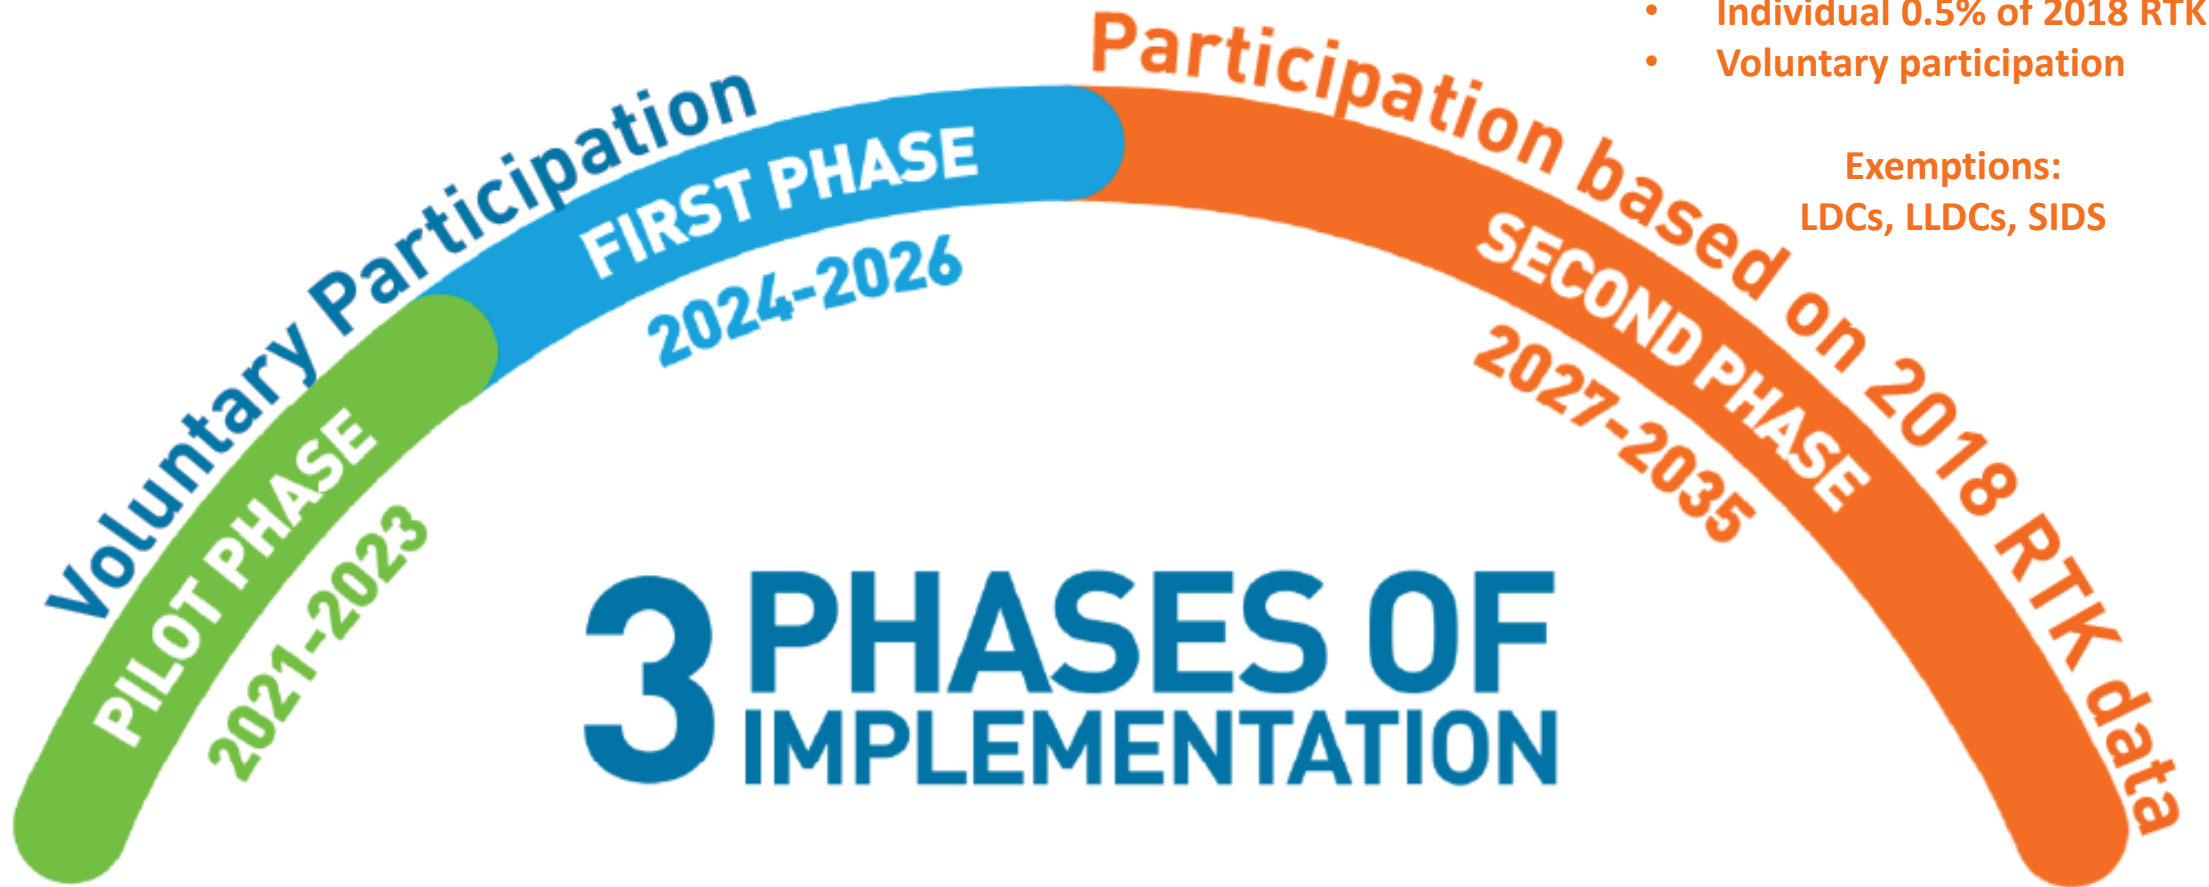 Voluntary Participation
PILOT PHASE
2021-2023
FIRST PHASE
2024-2026
Participation based on 2018 RTK data
SECOND PHASE
2027-2035
• Individual 0.5% of 2018 RTK
• Voluntary participation
Exemptions:
LDCs, LLDCs, SIDS
3 PHASES OF
IMPLEMENTATION